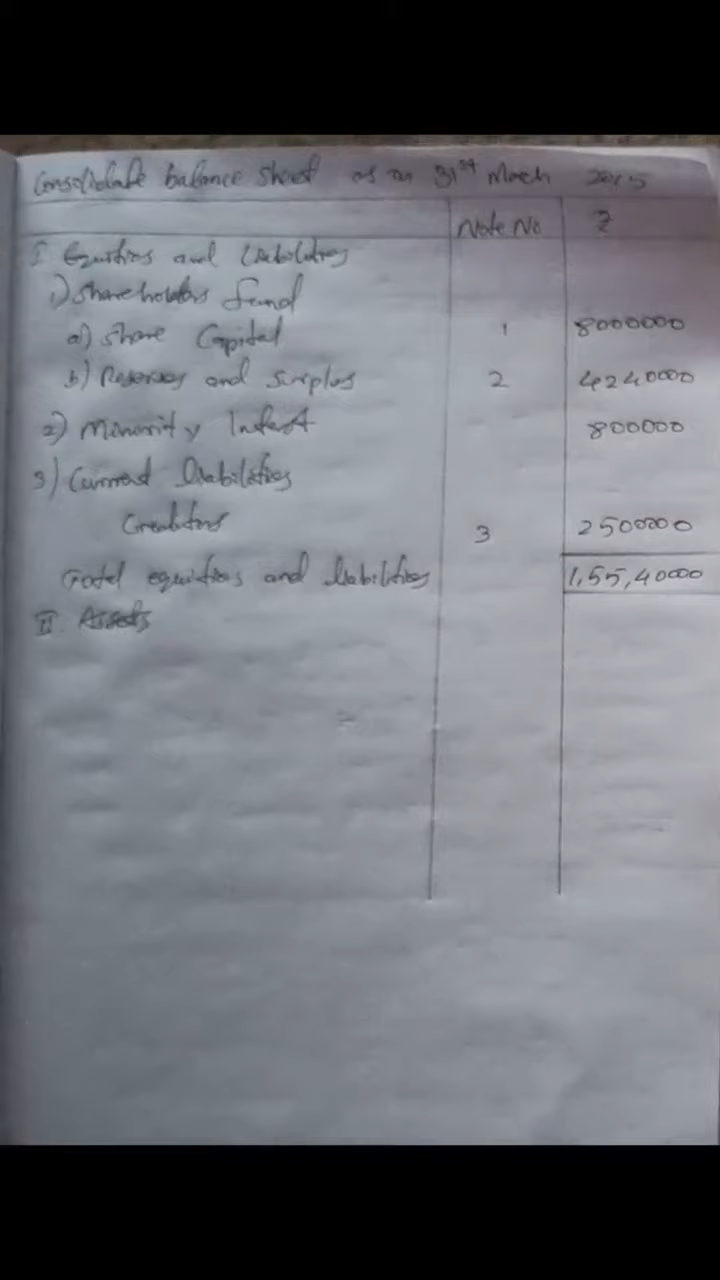 Consolidate balance sheet as on 31st March 2015
Note No ₹
I Equities and Liabilities
1) Shareholders fund
a) Share Capital 1 8000000
b) Reserves and Surplus 2 4240000
2) Minority Intest 800000
3) Current Liabilities
Creditors 3 2500000
Total equities and liabilities 1,55,40000
II Assets